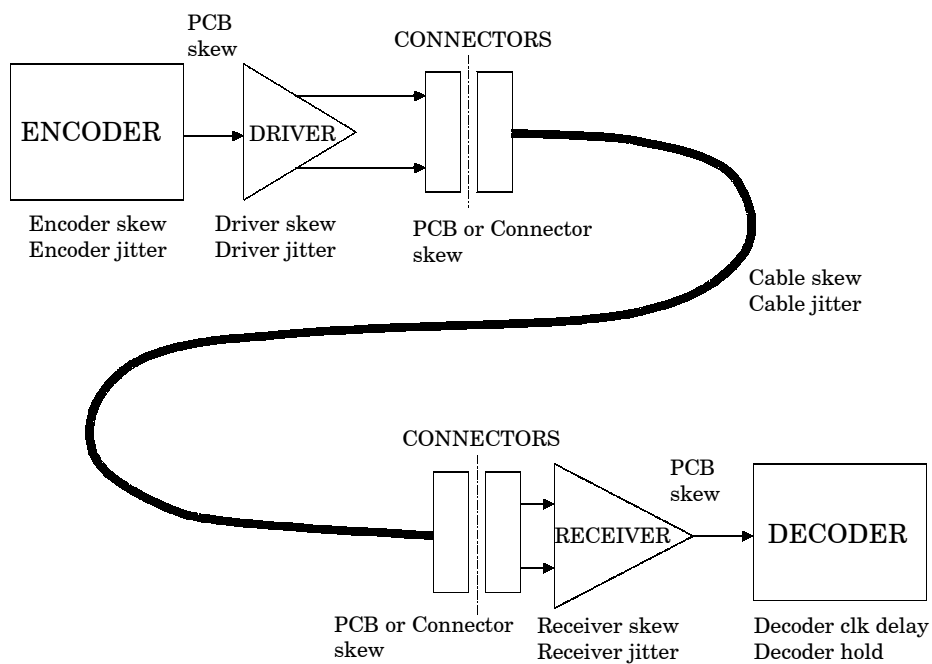 PCB
skew
CONNECTORS
ENCODER
DRIVER
Encoder skew
Encoder jitter
Driver skew
Driver jitter
PCB or Connector
skew
Cable skew
Cable jitter
CONNECTORS
PCB
skew
RECEIVER
DECODER
PCB or Connector
skew
Receiver skew
Receiver jitter
Decoder clk delay
Decoder hold